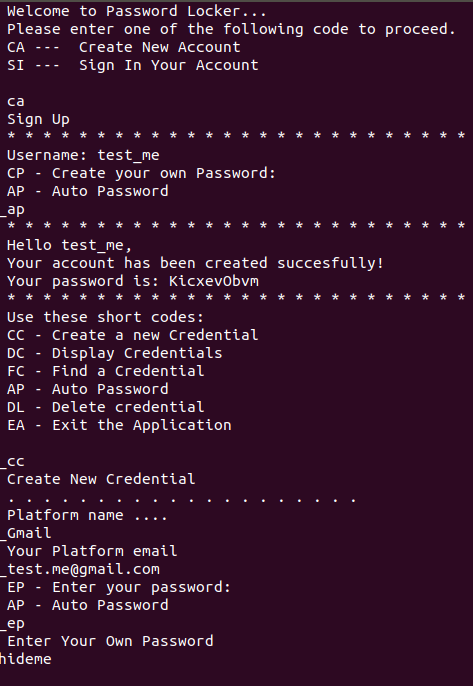 Welcome to Password Locker...
Please enter one of the following code to proceed.
CA ---  Create New Account
SI ---  Sign In Your Account
ca
Sign Up
* * * * * * * * * * * * * * * * * * * * * * * * * *
Username: test_me
CP - Create your own Password:
AP - Auto Password
_ap
* * * * * * * * * * * * * * * * * * * * * * * * * *
Hello test_me,
Your account has been created succesfully!
Your password is: KicxevObvm
* * * * * * * * * * * * * * * * * * * * * * * * * *
Use these short codes:
CC - Create a new Credential
DC - Display Credentials
FC - Find a Credential
AP - Auto Password
DL - Delete credential
EA - Exit the Application
_cc
Create New Credential
. . . . . . . . . . . . . . . . . . . .
Platform name ....
_Gmail
Your Platform email
_test.me@gmail.com
EP - Enter your password:
AP - Auto Password
_ep
Enter Your Own Password
hideme